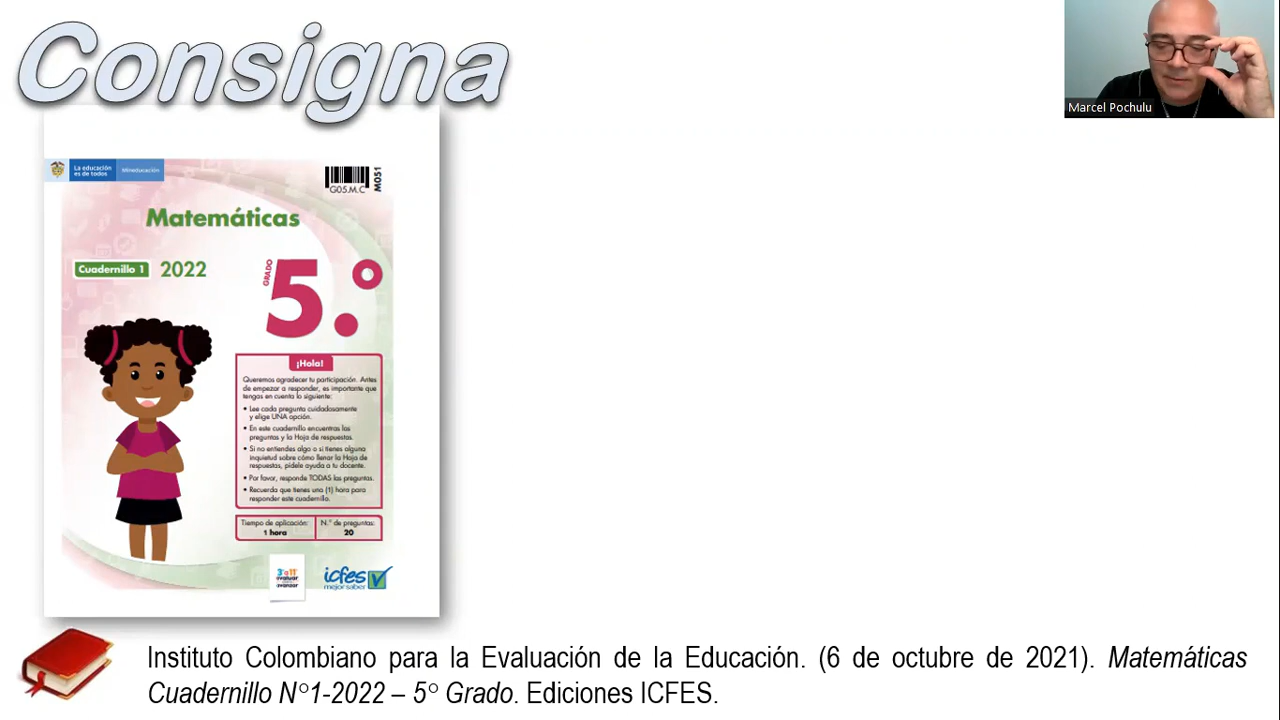 Consigna
Marcel Pochulu
La educación
es de todos
Mineducación
G05.M.C
M051
Matemáticas
Cuadernillo 1 2022
GRADO
5.°
¡Hola!
Queremos agradecer tu participación. Antes
de empezar a responder, es importante que
tengas en cuenta lo siguiente:
• Lee cada pregunta cuidadosamente
y elige UNA opción.
• En este cuadernillo encuentras las
preguntas y la Hoja de respuestas.
• Si no entiendes algo o si tienes alguna
inquietud sobre cómo llenar la Hoja de
respuestas, pídele ayuda a tu docente.
• Por favor, responde TODAS las preguntas.
• Recuerda que tienes una (1) hora para
responder este cuadernillo.
Tiempo de aplicación:
1 hora
N.° de preguntas:
20
3°a11°
evaluar
avanzar
icfes
mejor saber
Instituto Colombiano para la Evaluación de la Educación. (6 de octubre de 2021). Matemáticas
Cuadernillo N°1-2022 – 5° Grado. Ediciones ICFES.